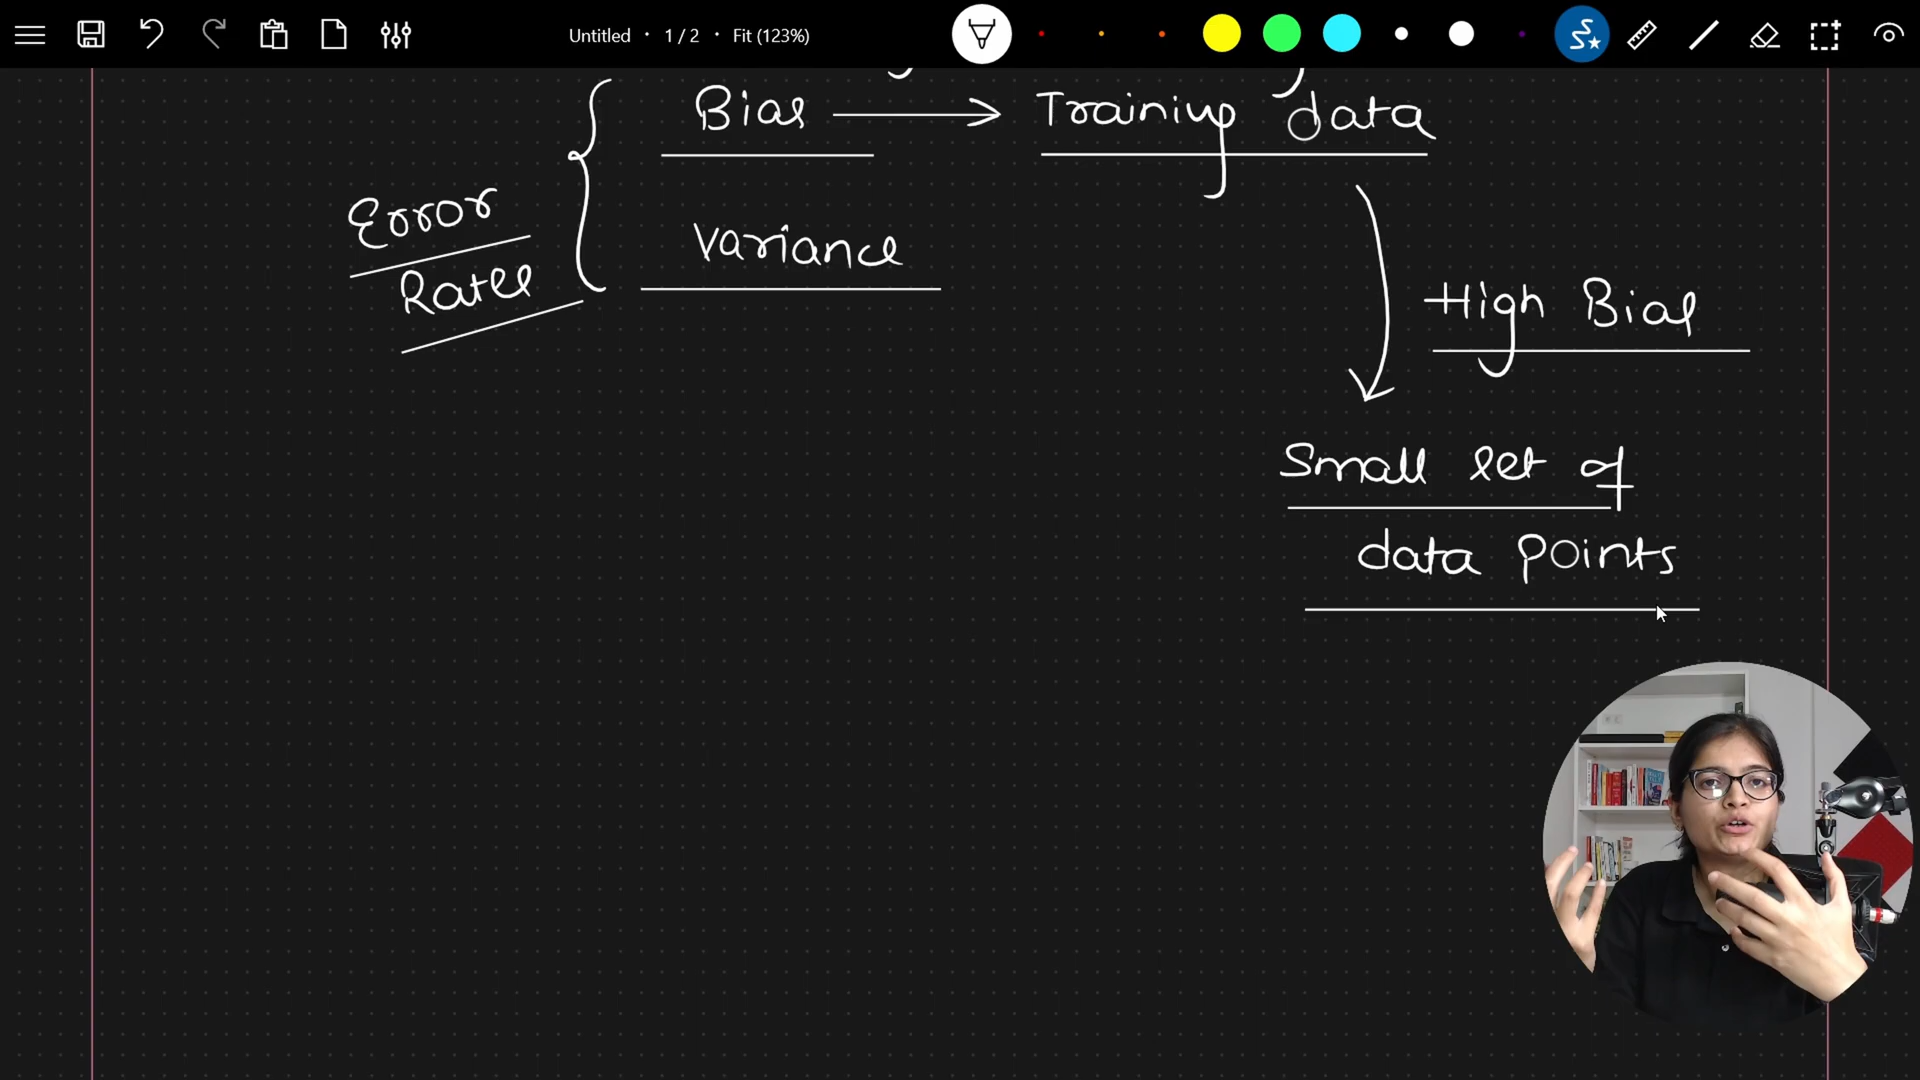 Untitled • 1 / 2 • Fit (123%)
Bias → Training data
Error
Rates
Variance
High Bias
Small set of
data points